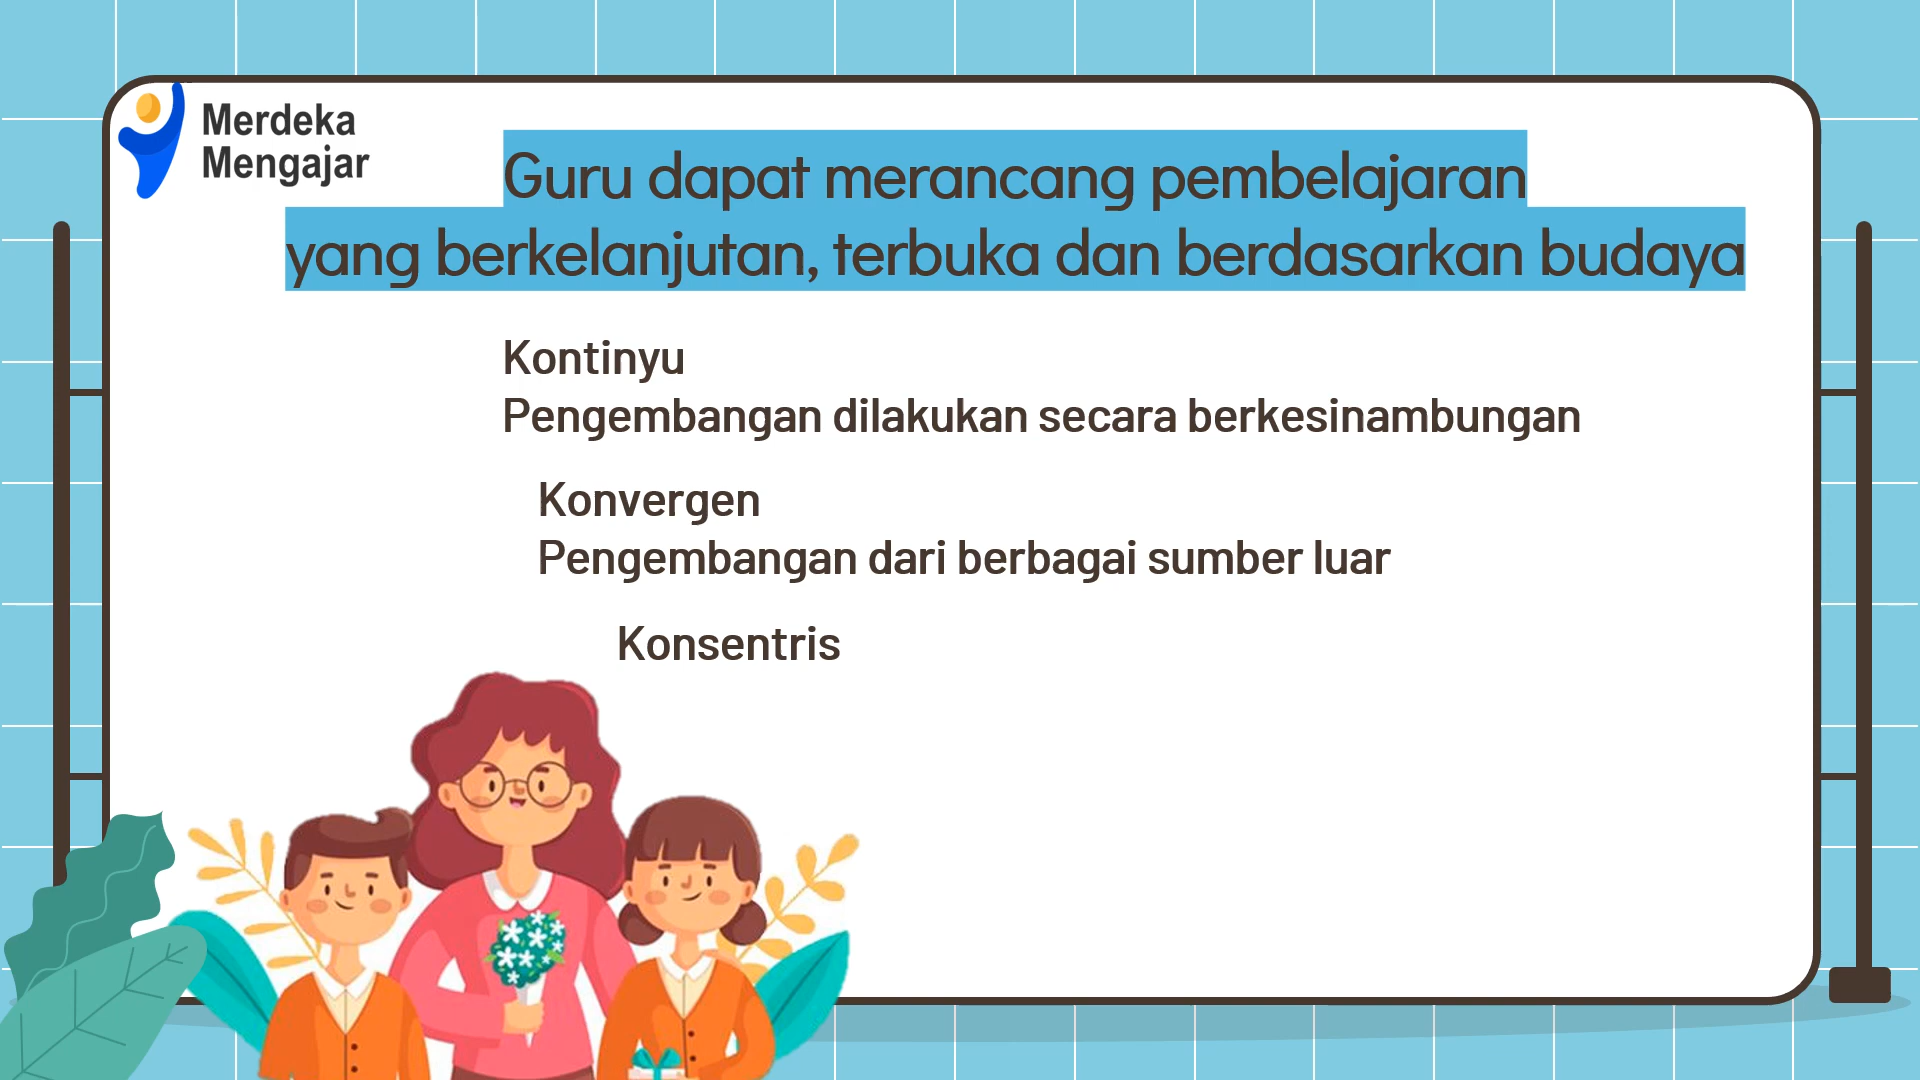 Merdeka
Mengajar
Guru dapat merancang pembelajaran
yang berkelanjutan, terbuka dan berdasarkan budaya
Kontinyu
Pengembangan dilakukan secara berkesinambungan
Konvergen
Pengembangan dari berbagai sumber luar
Konsentris